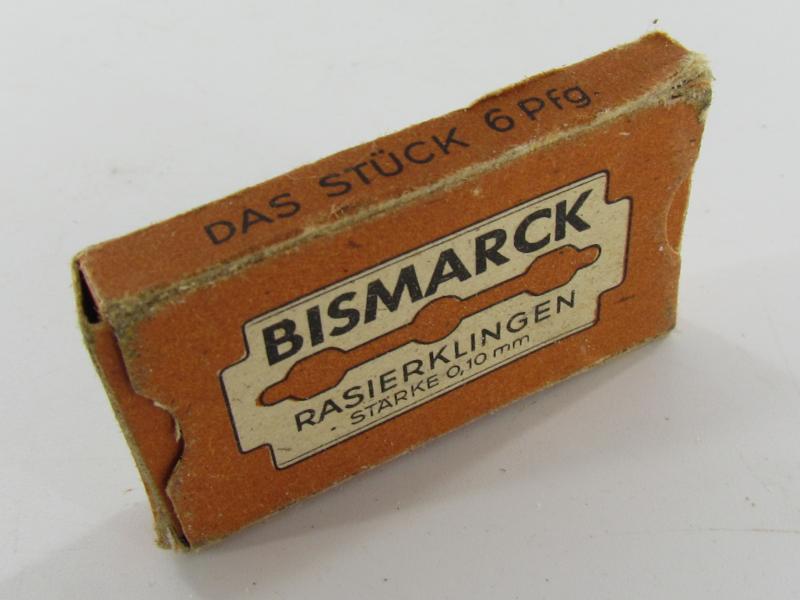 DAS STÜCK 6 Pfg.
BISMARCK
RASIERKLINGEN
STÄRKE 0,10 mm